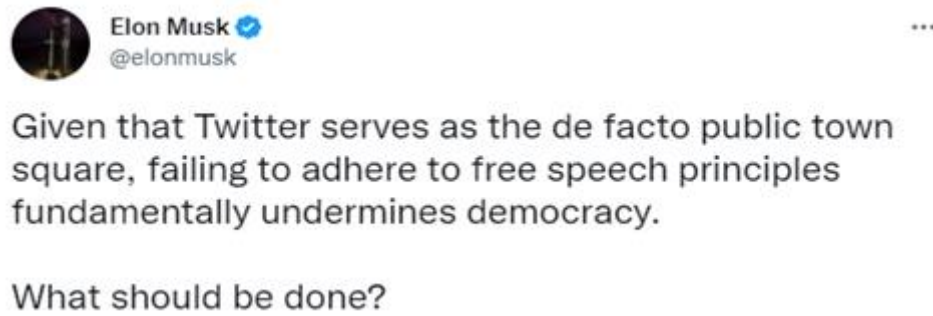 Elon Musk
@elonmusk
Given that Twitter serves as the de facto public town
square, failing to adhere to free speech principles
fundamentally undermines democracy.
What should be done?